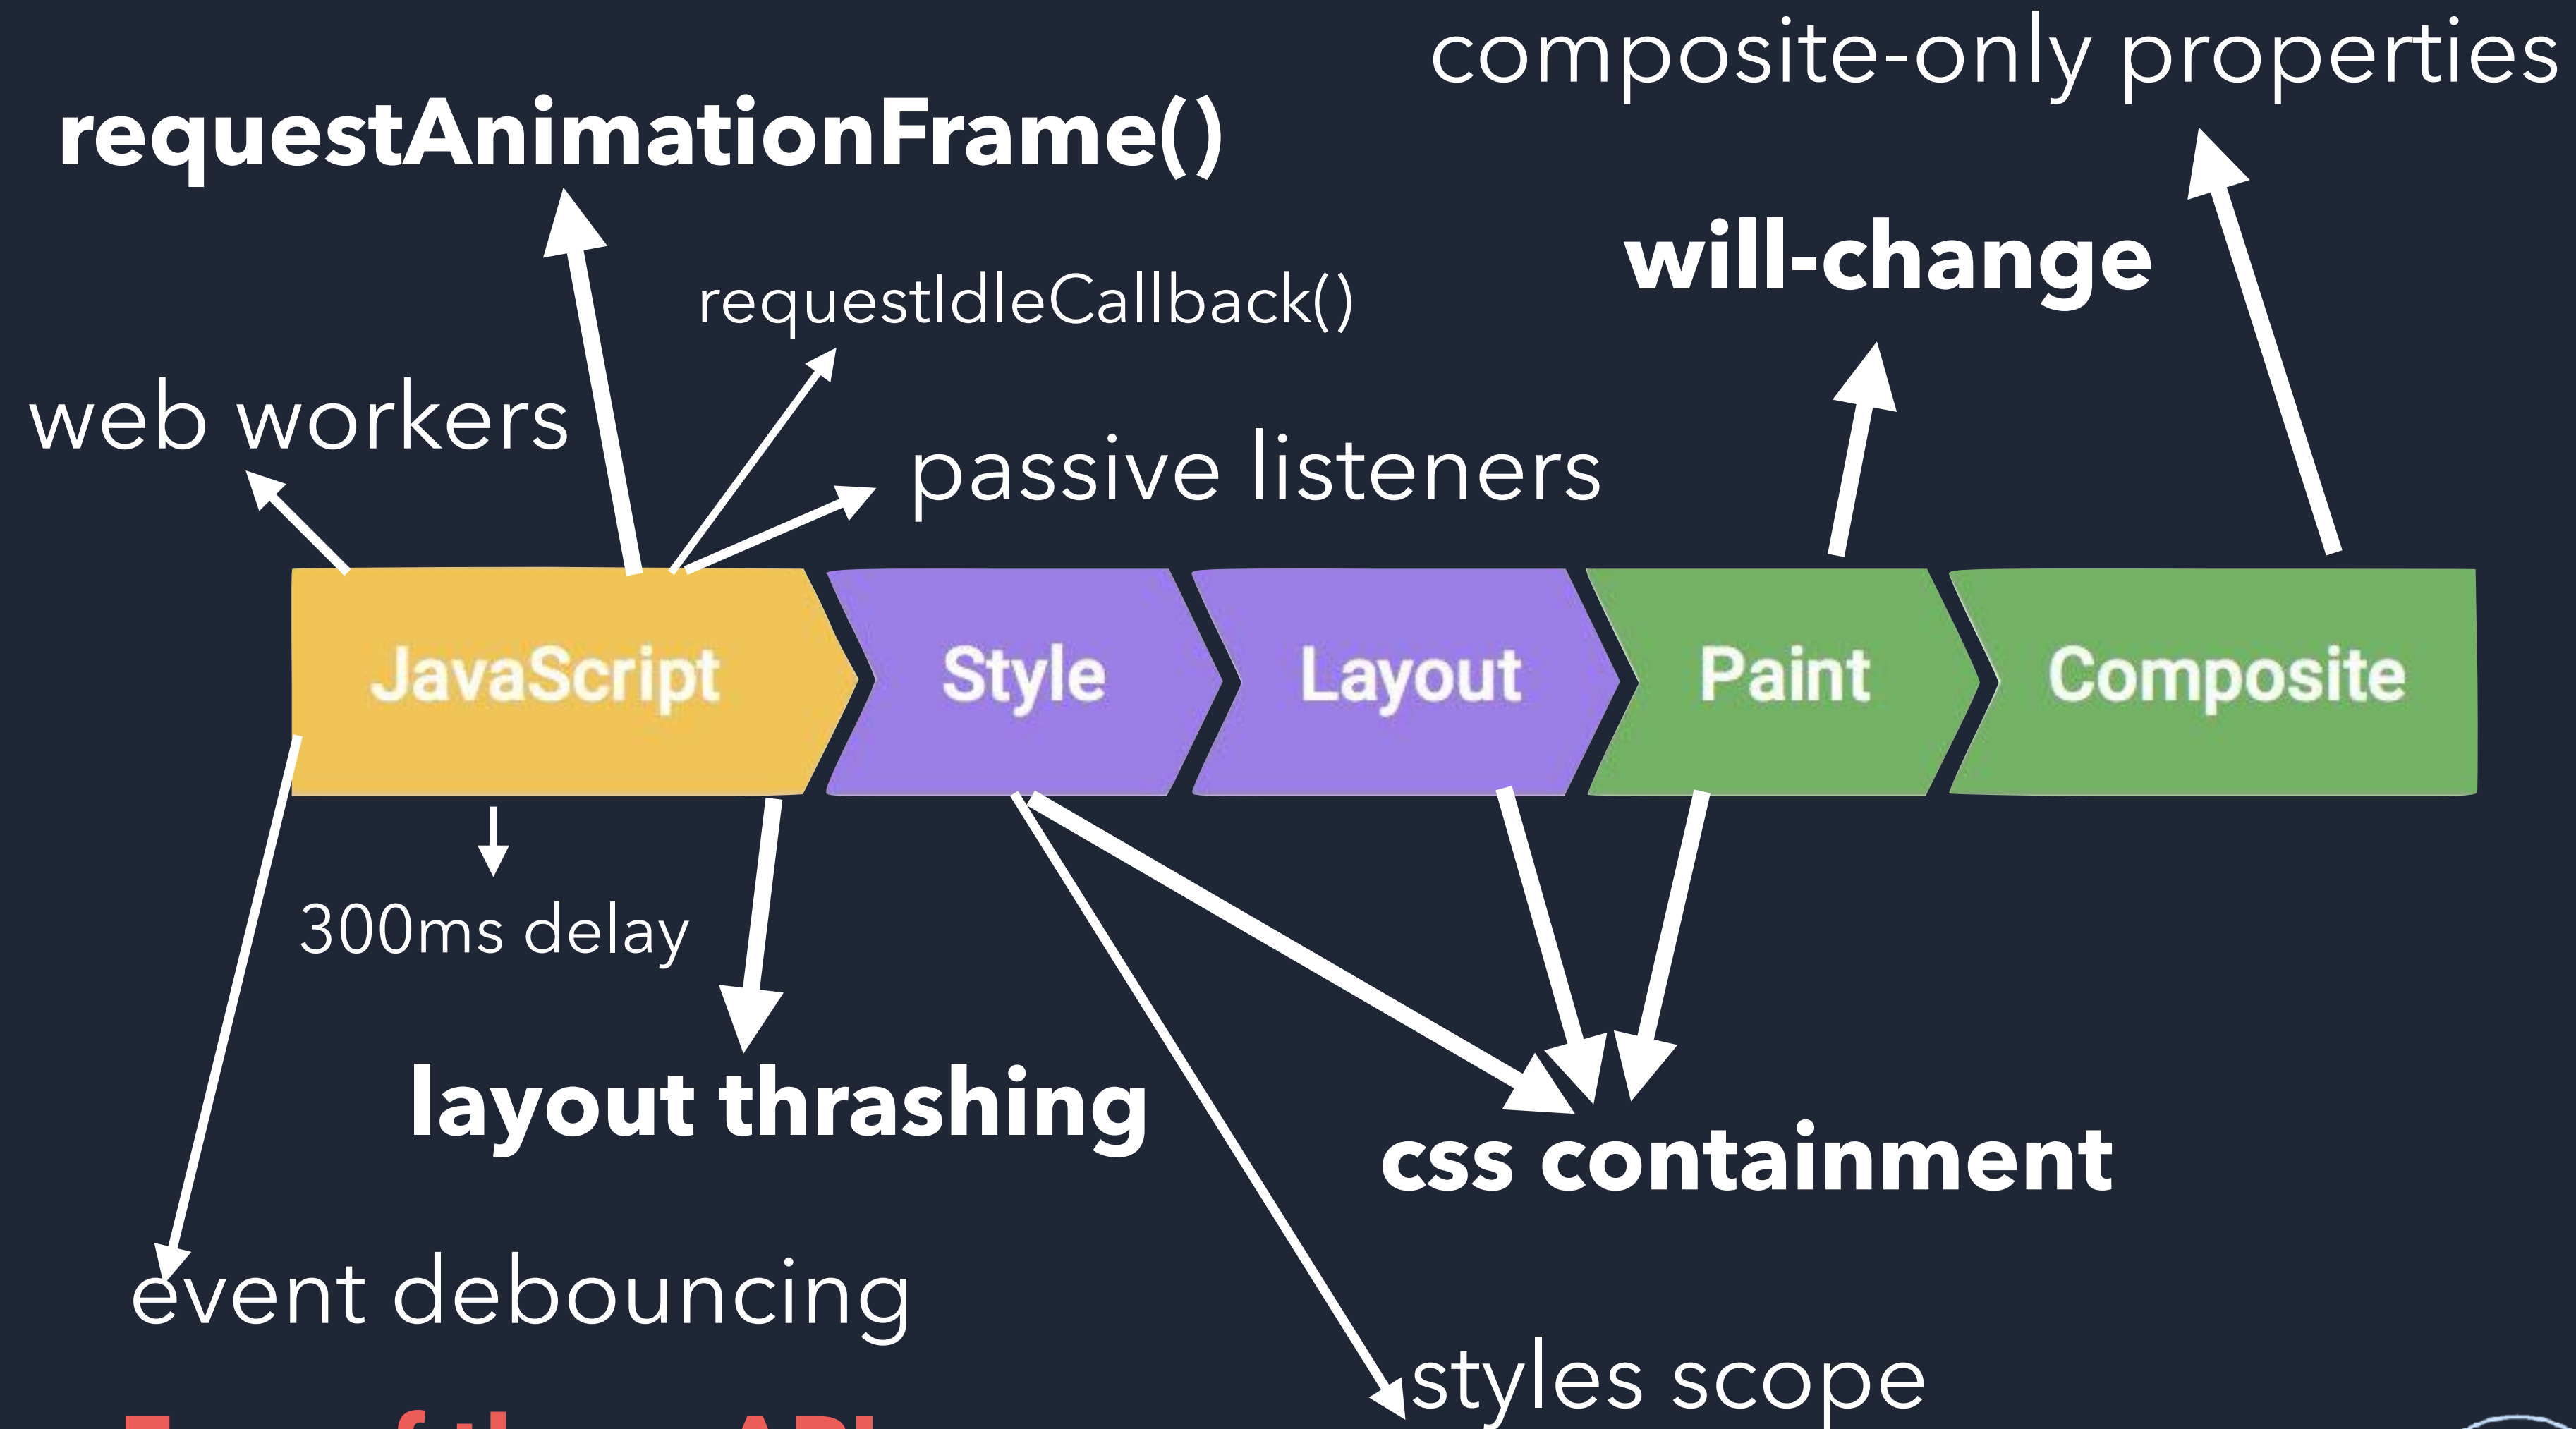 composite-only properties
requestAnimationFrame()
will-change
requestIdleCallback()
web workers
passive listeners
JavaScript
Style
Layout
Paint
Composite
300ms delay
layout thrashing
css containment
event debouncing
styles scope